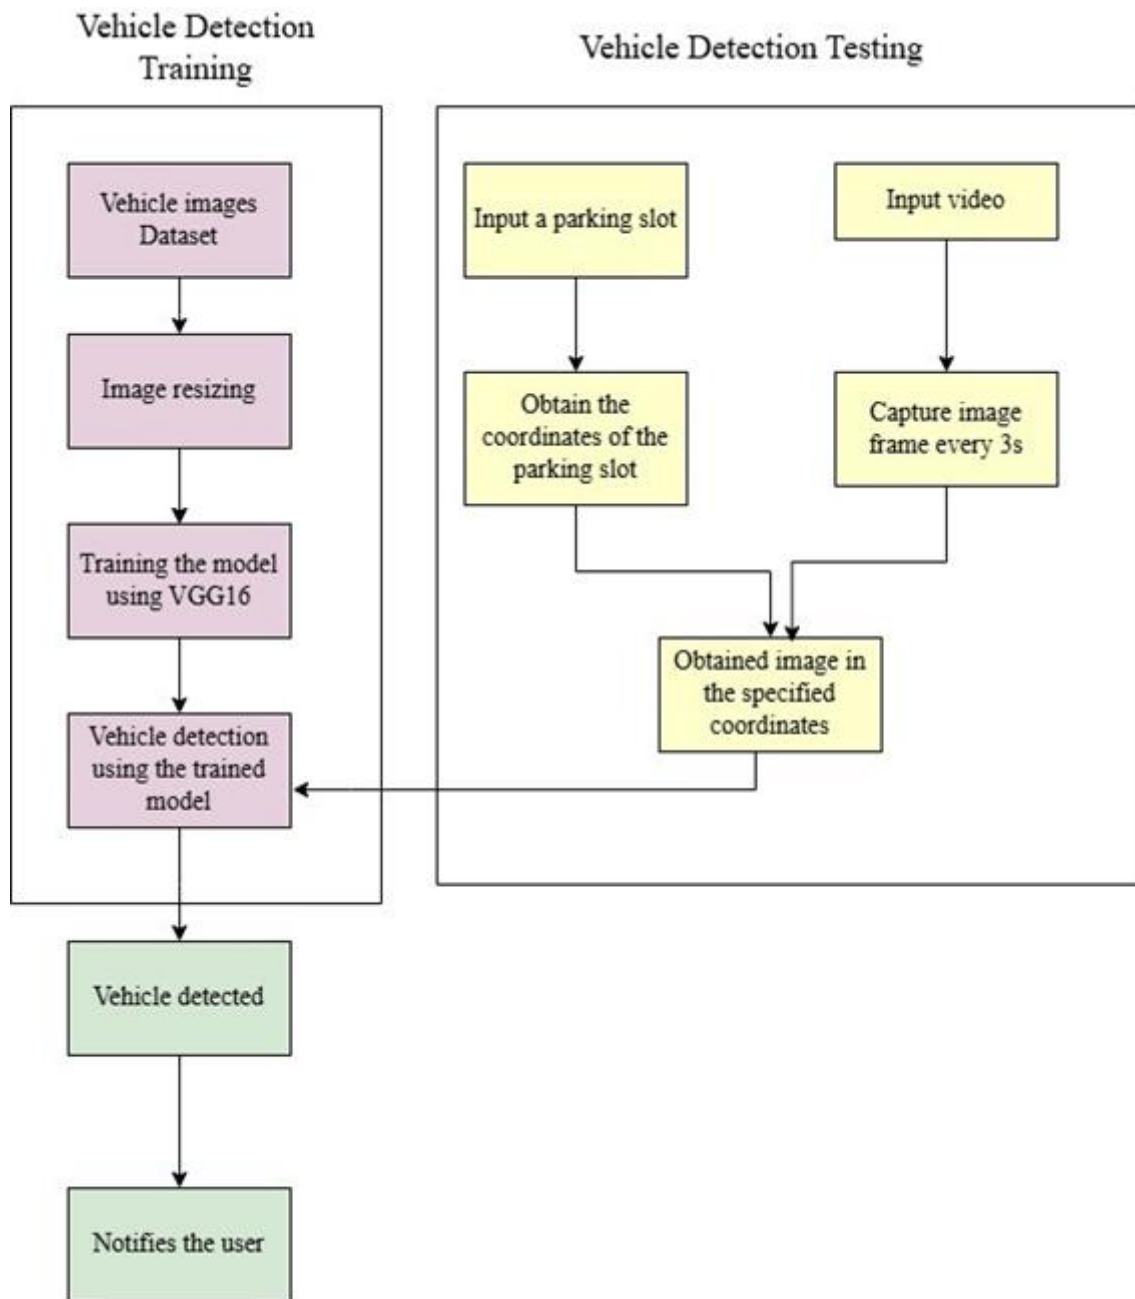 Vehicle Detection
Training
Vehicle images
Dataset
Image resizing
Training the model
using VGG16
Vehicle detection
using the trained
model
Vehicle detected
Notifies the user
Vehicle Detection Testing
Input a parking slot
Input video
Obtain the
coordinates of the
parking slot
Capture image
frame every 3s
Obtained image in
the specified
coordinates